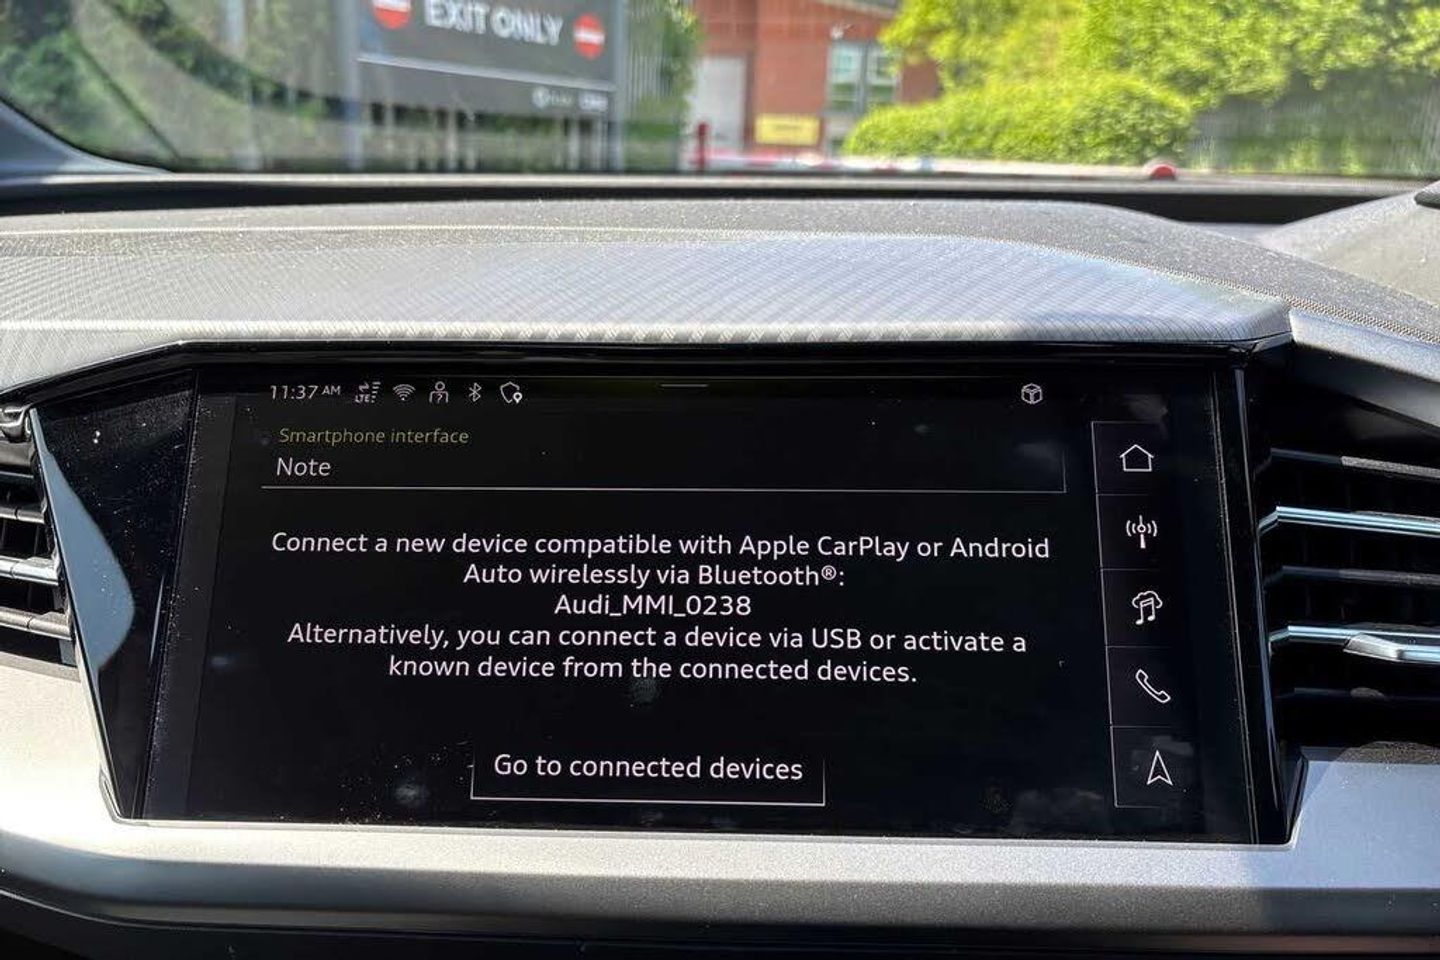 EXIT ONLY
11:37 AM
LTE
Smartphone interface
Note
Connect a new device compatible with Apple CarPlay or Android
Auto wirelessly via Bluetooth®:
Audi_MMI_0238
Alternatively, you can connect a device via USB or activate a
known device from the connected devices.
Go to connected devices